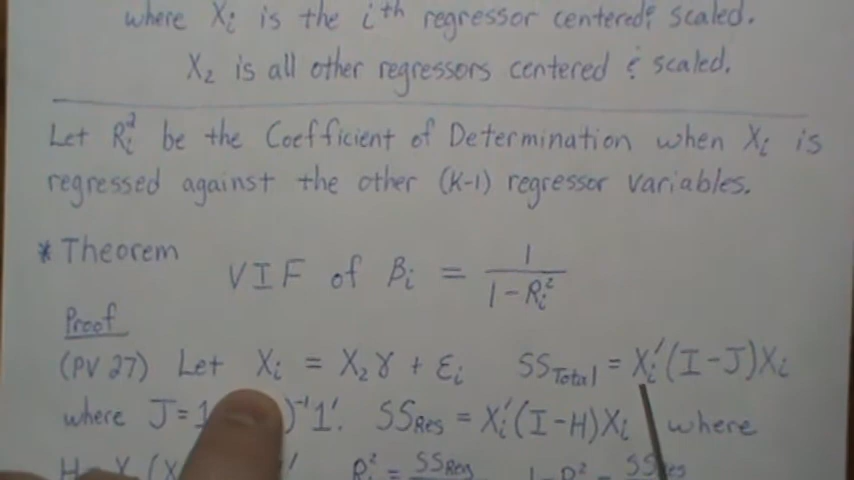 where Xi is the ith regressor centered & scaled.
X2 is all other regressors centered & scaled.
Let Ri² be the Coefficient of Determination when Xi is
regressed against the other (K-1) regressor variables.
* Theorem
VIF of βi = 1 / (1-Ri²)
Proof
(PV 27) Let Xi = X2γ + εi SSTotal = Xi'(I-J)Xi
where J=1 )⁻¹1'. SSRes = Xi'(I-H)Xi where